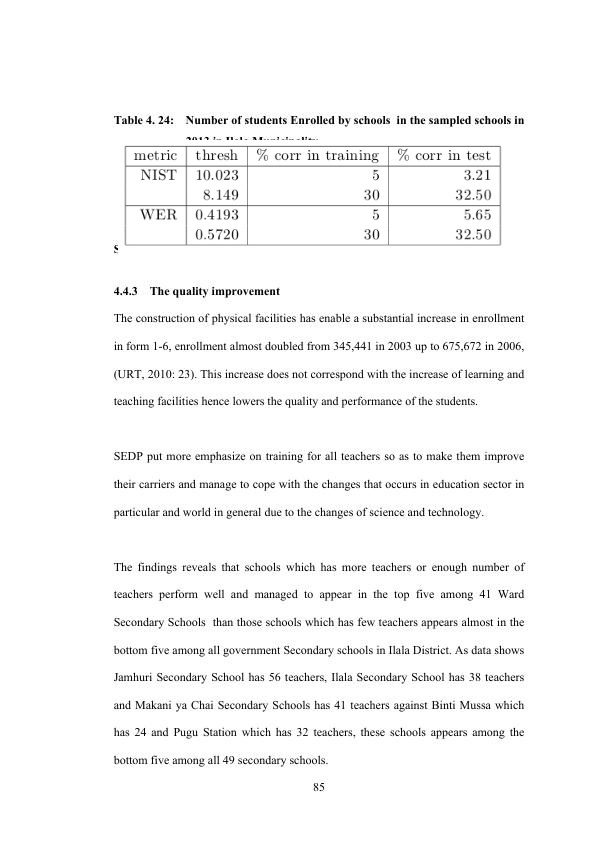 Table 4. 24: Number of students Enrolled by schools in the sampled schools in
metric thresh % corr in training % corr in test
NIST 10.023 5 3.21
8.149 30 32.50
WER 0.4193 5 5.65
0.5720 30 32.50
S
4.4.3 The quality improvement
The construction of physical facilities has enable a substantial increase in enrollment
in form 1-6, enrollment almost doubled from 345,441 in 2003 up to 675,672 in 2006,
(URT, 2010: 23). This increase does not correspond with the increase of learning and
teaching facilities hence lowers the quality and performance of the students.
SEDP put more emphasize on training for all teachers so as to make them improve
their carriers and manage to cope with the changes that occurs in education sector in
particular and world in general due to the changes of science and technology.
The findings reveals that schools which has more teachers or enough number of
teachers perform well and managed to appear in the top five among 41 Ward
Secondary Schools than those schools which has few teachers appears almost in the
bottom five among all government Secondary schools in Ilala District. As data shows
Jamhuri Secondary School has 56 teachers, Ilala Secondary School has 38 teachers
and Makani ya Chai Secondary Schools has 41 teachers against Binti Mussa which
has 24 and Pugu Station which has 32 teachers, these schools appears among the
bottom five among all 49 secondary schools.
85